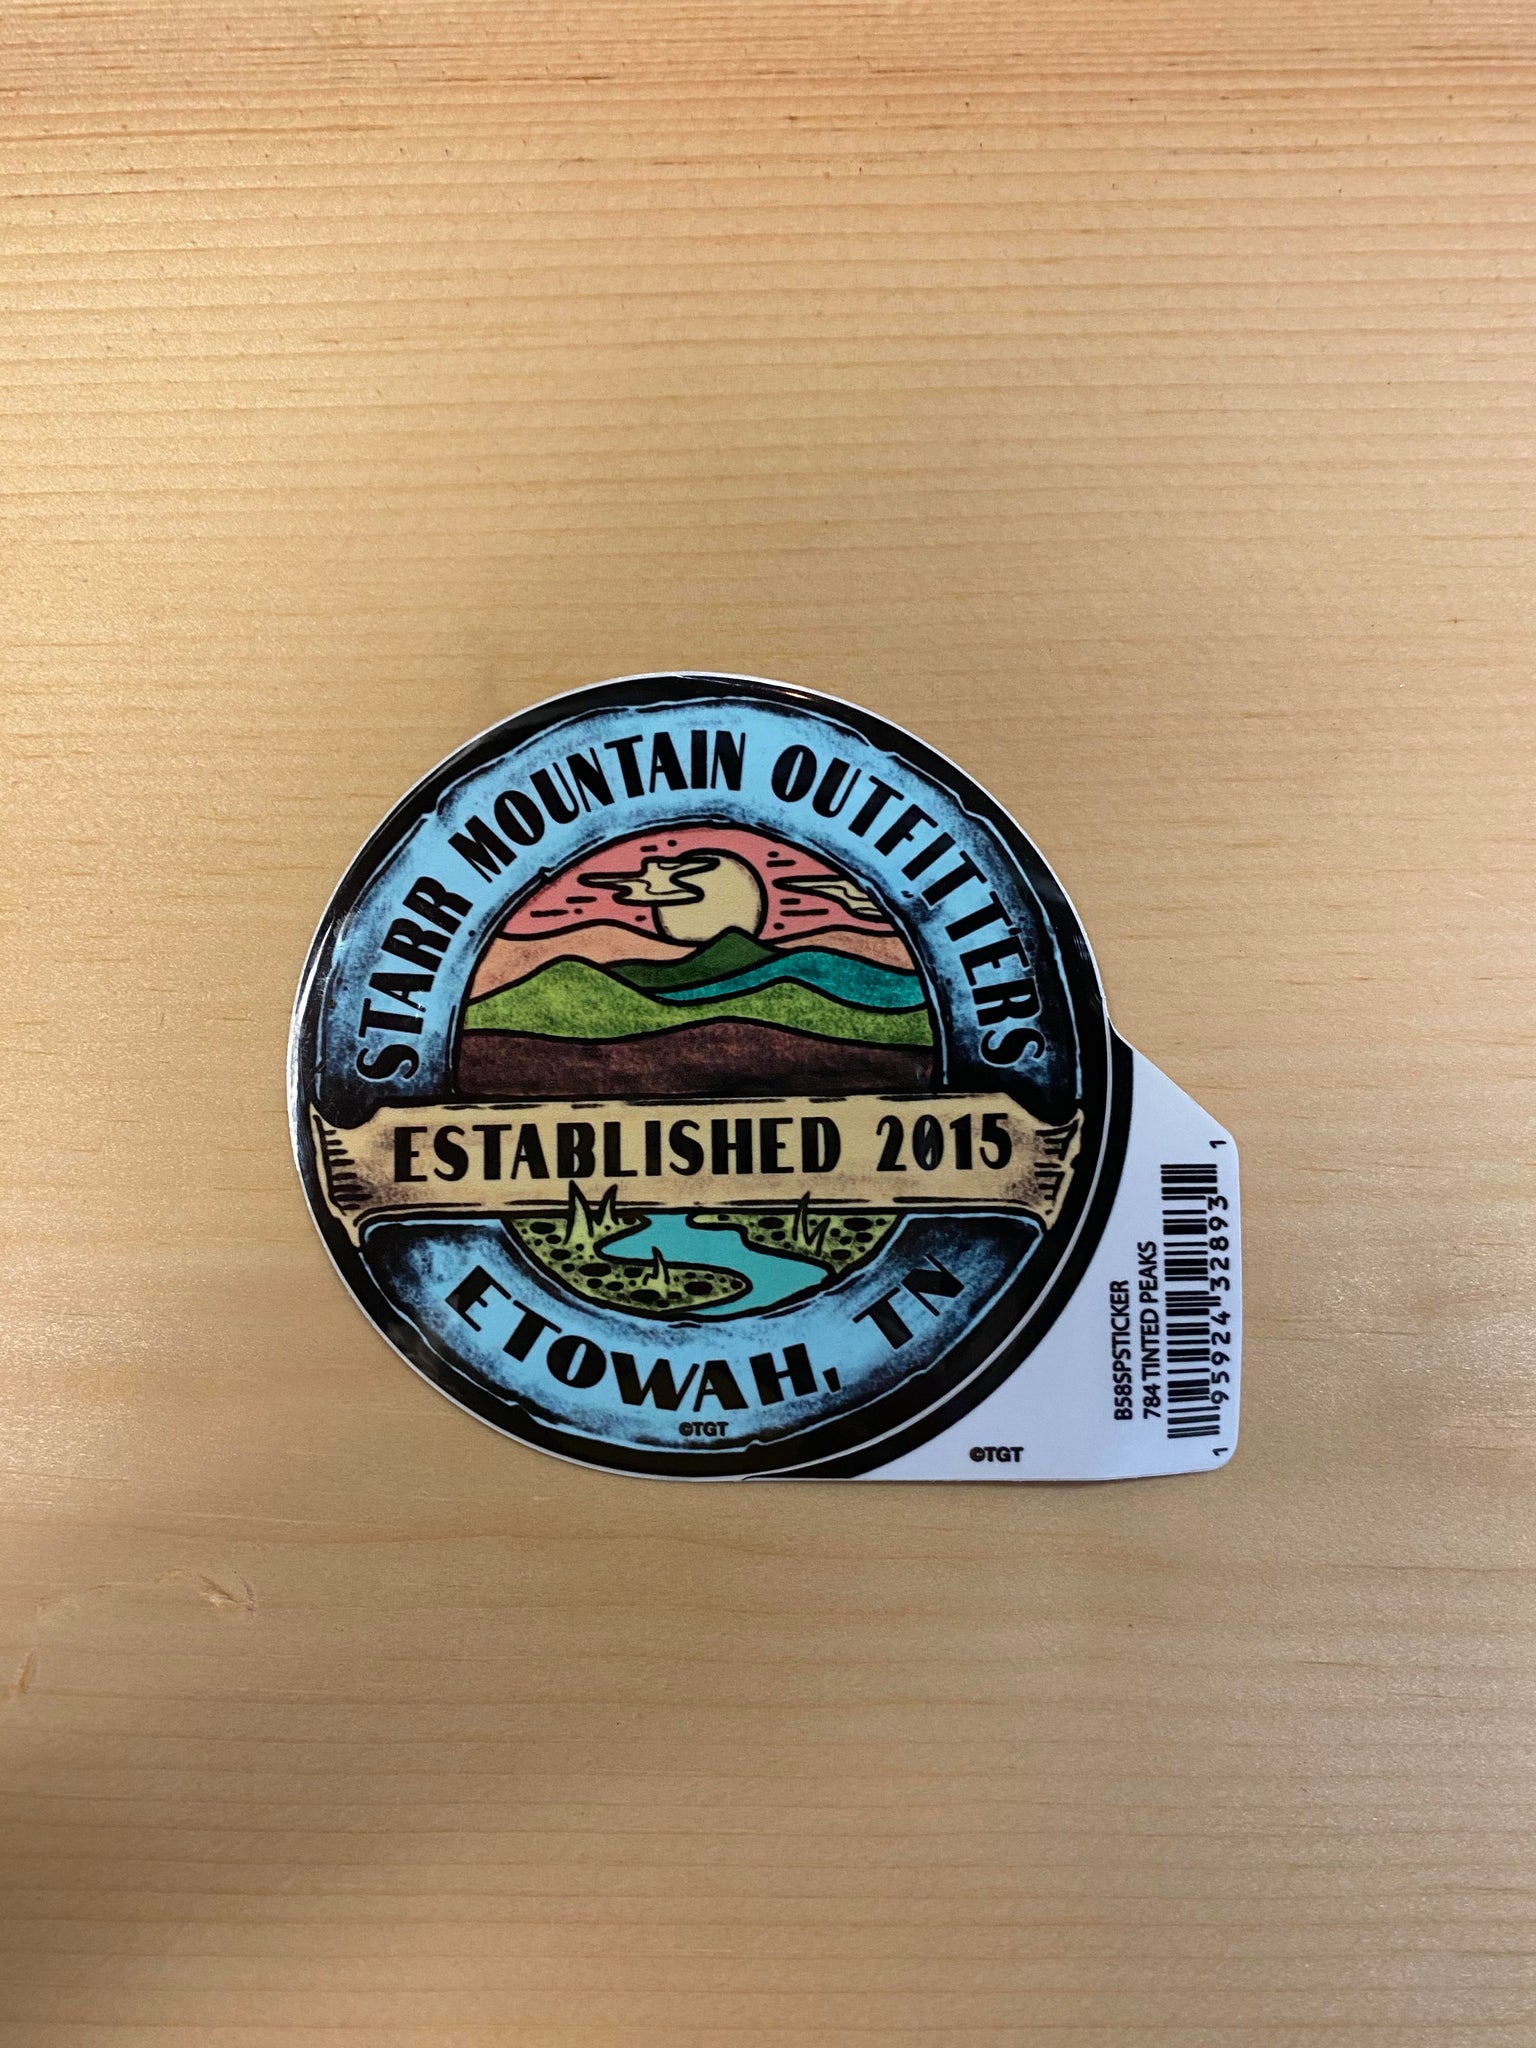 STARR MOUNTAIN OUTFITTERS
ESTABLISHED 2015
ETOWAH, TN
©TGT
©TGT
B58SPSTICKER
784 TINTED PEAKS
1 95924 32893 1